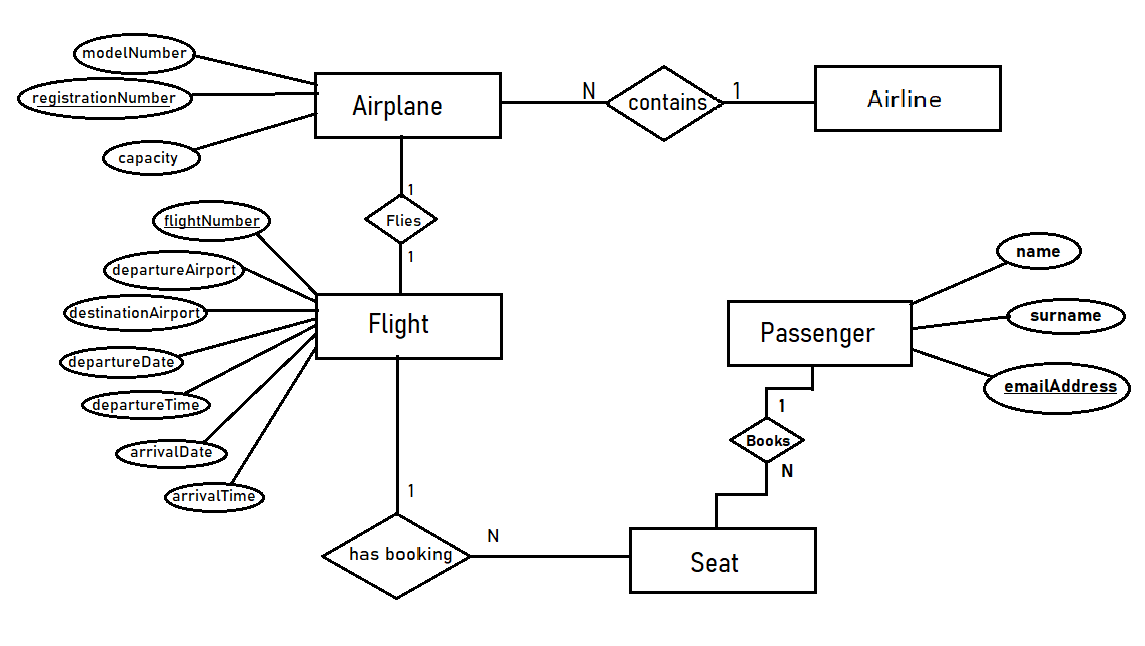 modelNumber
registrationNumber
capacity
Airplane
N
contains
1
Airline
1
Flies
1
flightNumber
departureAirport
destinationAirport
departureDate
departureTime
arrivalDate
arrivalTime
Flight
name
surname
emailAddress
Passenger
1
Books
N
1
has booking
N
Seat